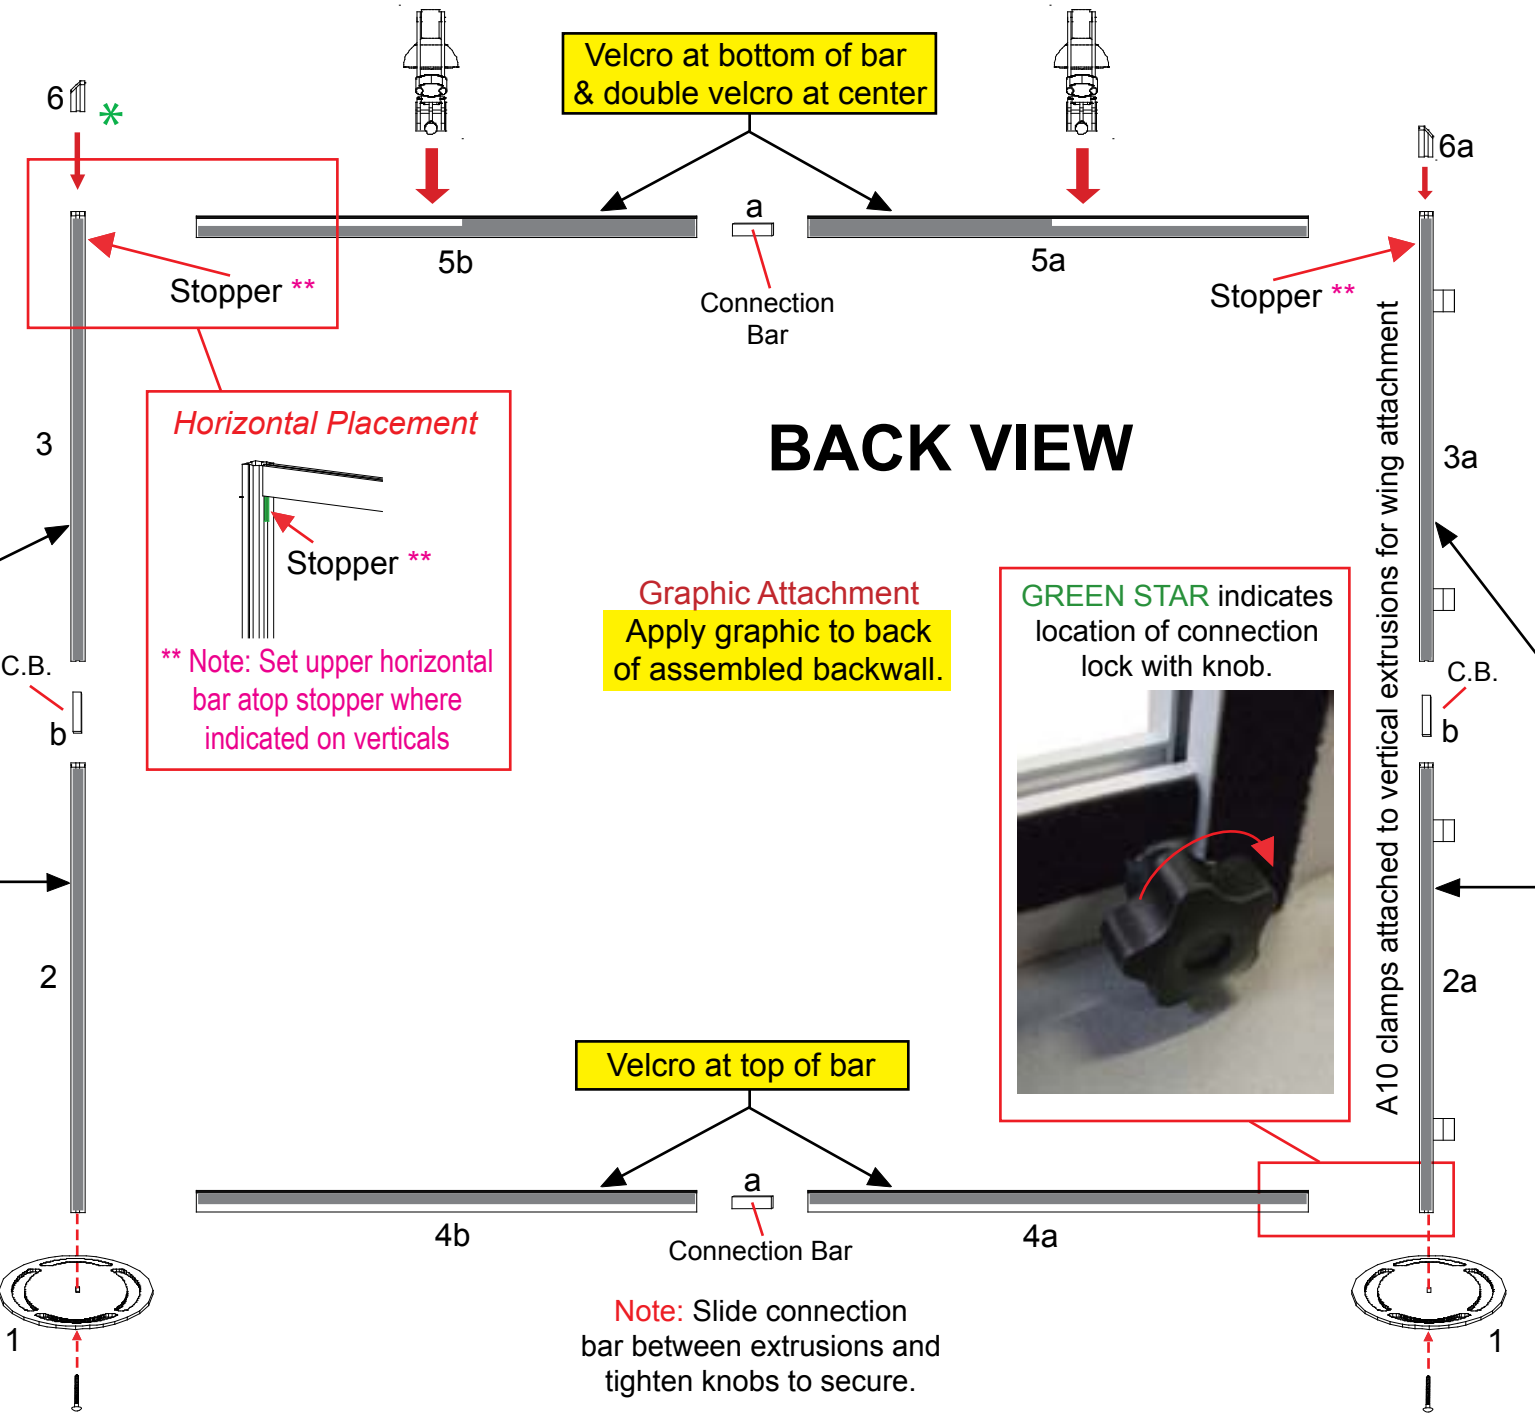 Velcro at bottom of bar
& double velcro at center
6
*
6a
a
5b
5a
Stopper **
Connection
Bar
Stopper **
3
Horizontal Placement
Stopper **
** Note: Set upper horizontal
bar atop stopper where
indicated on verticals
BACK VIEW
3a
A10 clamps attached to vertical extrusions for wing attachment
Graphic Attachment
Apply graphic to back
of assembled backwall.
GREEN STAR indicates
location of connection
lock with knob.
C.B.
b
C.B.
b
2
2a
Velcro at top of bar
a
4b
4a
Connection Bar
1
1
Note: Slide connection
bar between extrusions and
tighten knobs to secure.